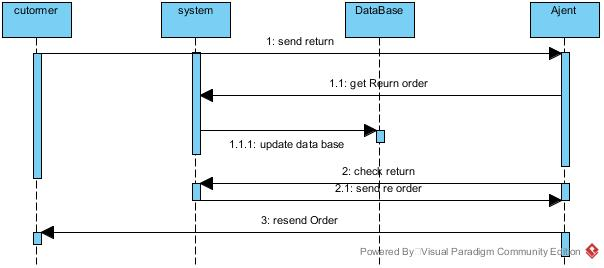 cutormer
system
DataBase
Ajent
1: send return
1.1: get Reurn order
1.1.1: update data base
2: check return
2.1: send re order
3: resend Order
Powered By Visual Paradigm Community Edition